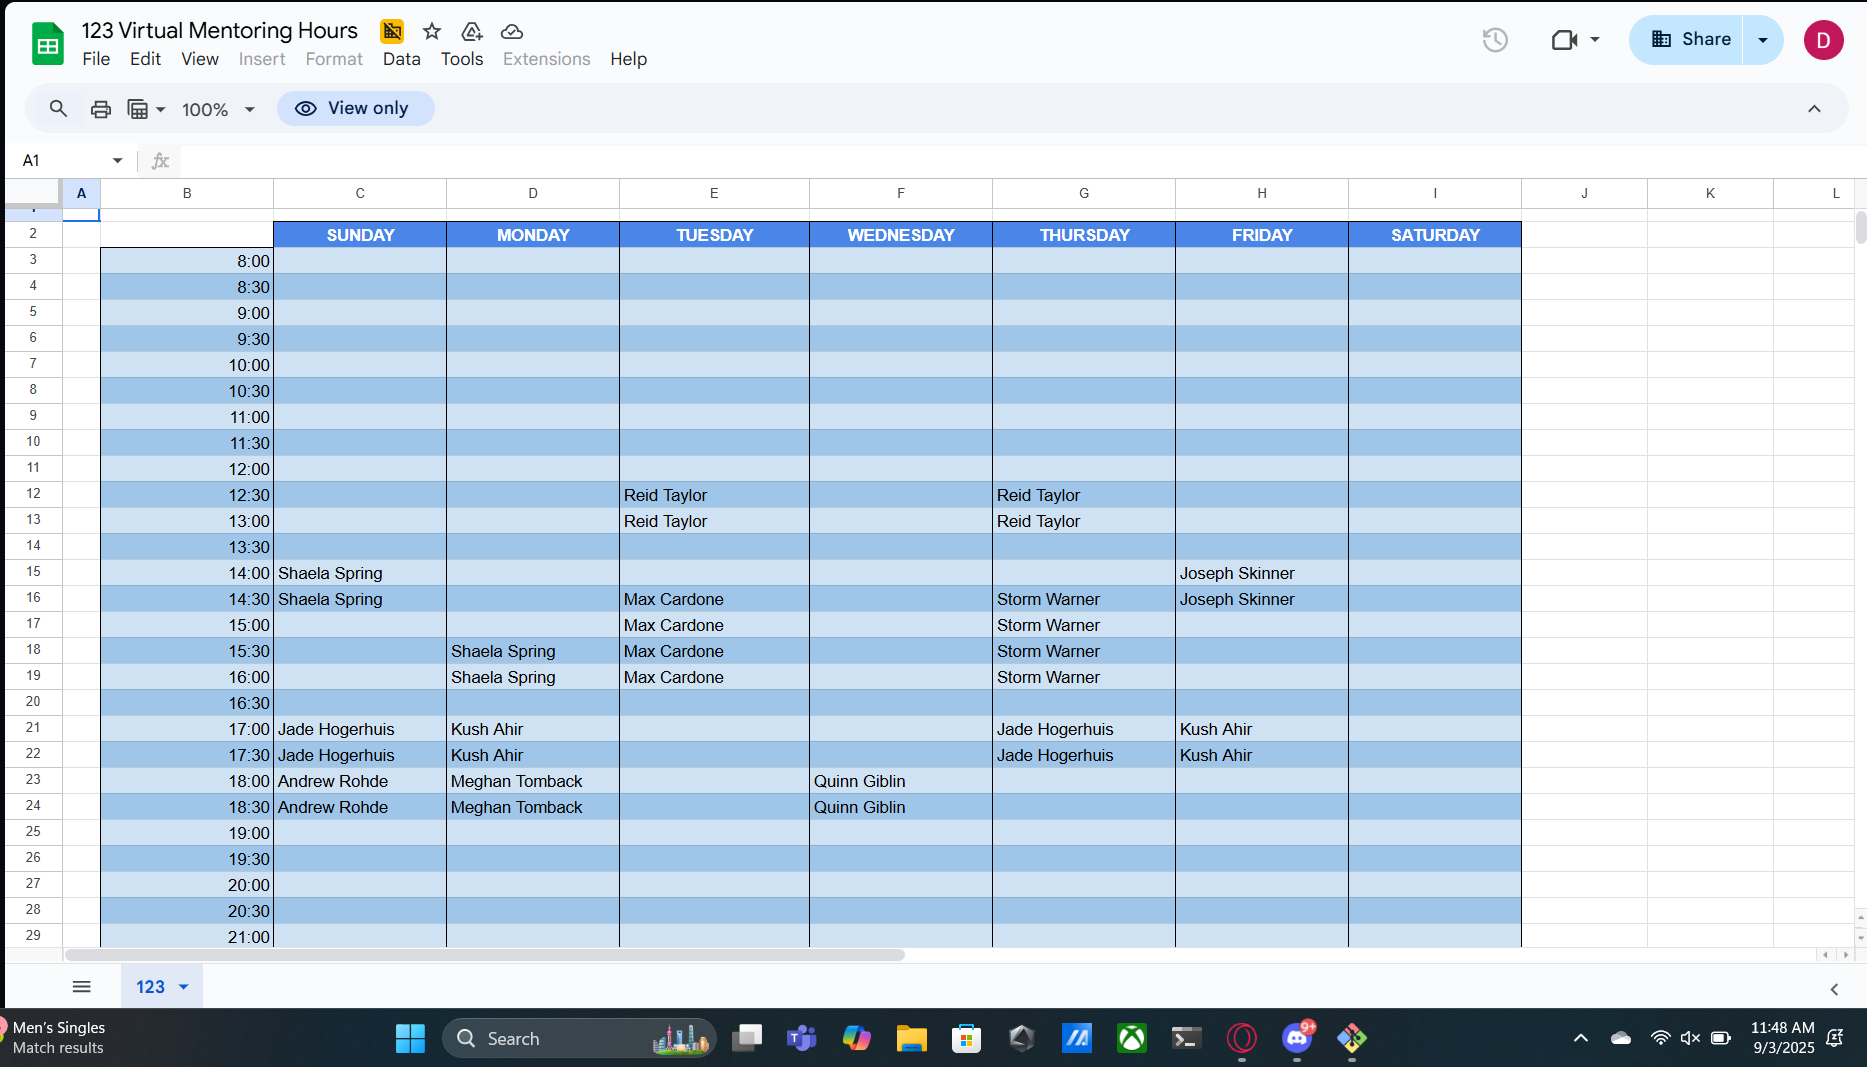 123 Virtual Mentoring Hours
File Edit View Insert Format Data Tools Extensions Help
Share
D
100% View only
A1 fx
A B C D E F G H I J K L
2 SUNDAY MONDAY TUESDAY WEDNESDAY THURSDAY FRIDAY SATURDAY
3 8:00
4 8:30
5 9:00
6 9:30
7 10:00
8 10:30
9 11:00
10 11:30
11 12:00
12 12:30 Reid Taylor Reid Taylor
13 13:00 Reid Taylor Reid Taylor
14 13:30
15 14:00 Shaela Spring Joseph Skinner
16 14:30 Shaela Spring Max Cardone Storm Warner Joseph Skinner
17 15:00 Max Cardone Storm Warner
18 15:30 Shaela Spring Max Cardone Storm Warner
19 16:00 Shaela Spring Max Cardone Storm Warner
20 16:30
21 17:00 Jade Hogerhuis Kush Ahir Jade Hogerhuis Kush Ahir
22 17:30 Jade Hogerhuis Kush Ahir Jade Hogerhuis Kush Ahir
23 18:00 Andrew Rohde Meghan Tomback Quinn Giblin
24 18:30 Andrew Rohde Meghan Tomback Quinn Giblin
25 19:00
26 19:30
27 20:00
28 20:30
29 21:00
123
Men's Singles
Match results
Search
9+
11:48 AM
9/3/2025